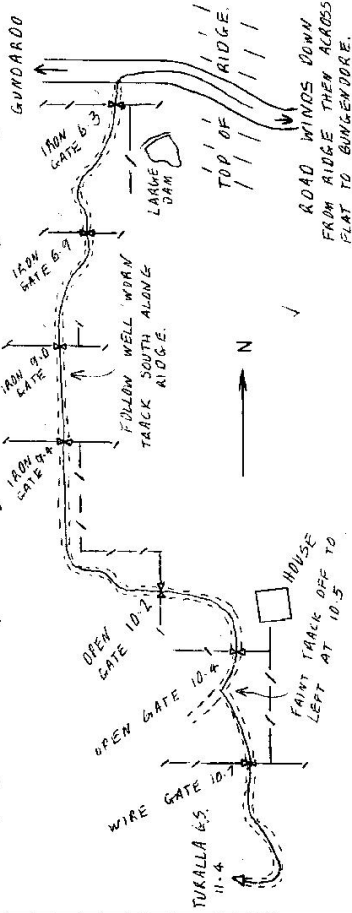 GUNDAROO
IRON
GATE 6.3
LARGE
DAM
TOP OF RIDGE.
ROAD WINDS DOWN
FROM RIDGE THEN ACROSS
FLAT TO BUNGENDORE.
IRON
GATE 6.9
IRON 9.0
GATE
FOLLOW WELL WORN
TRACK SOUTH ALONG
RIDGE.
IRON 9.4
GATE
N
OPEN
GATE 10.2
OPEN GATE 10.4
HOUSE
FAINT TRACK OFF TO
LEFT AT 10.5
WIRE GATE 10.7
TURALLA G.S.
11.4